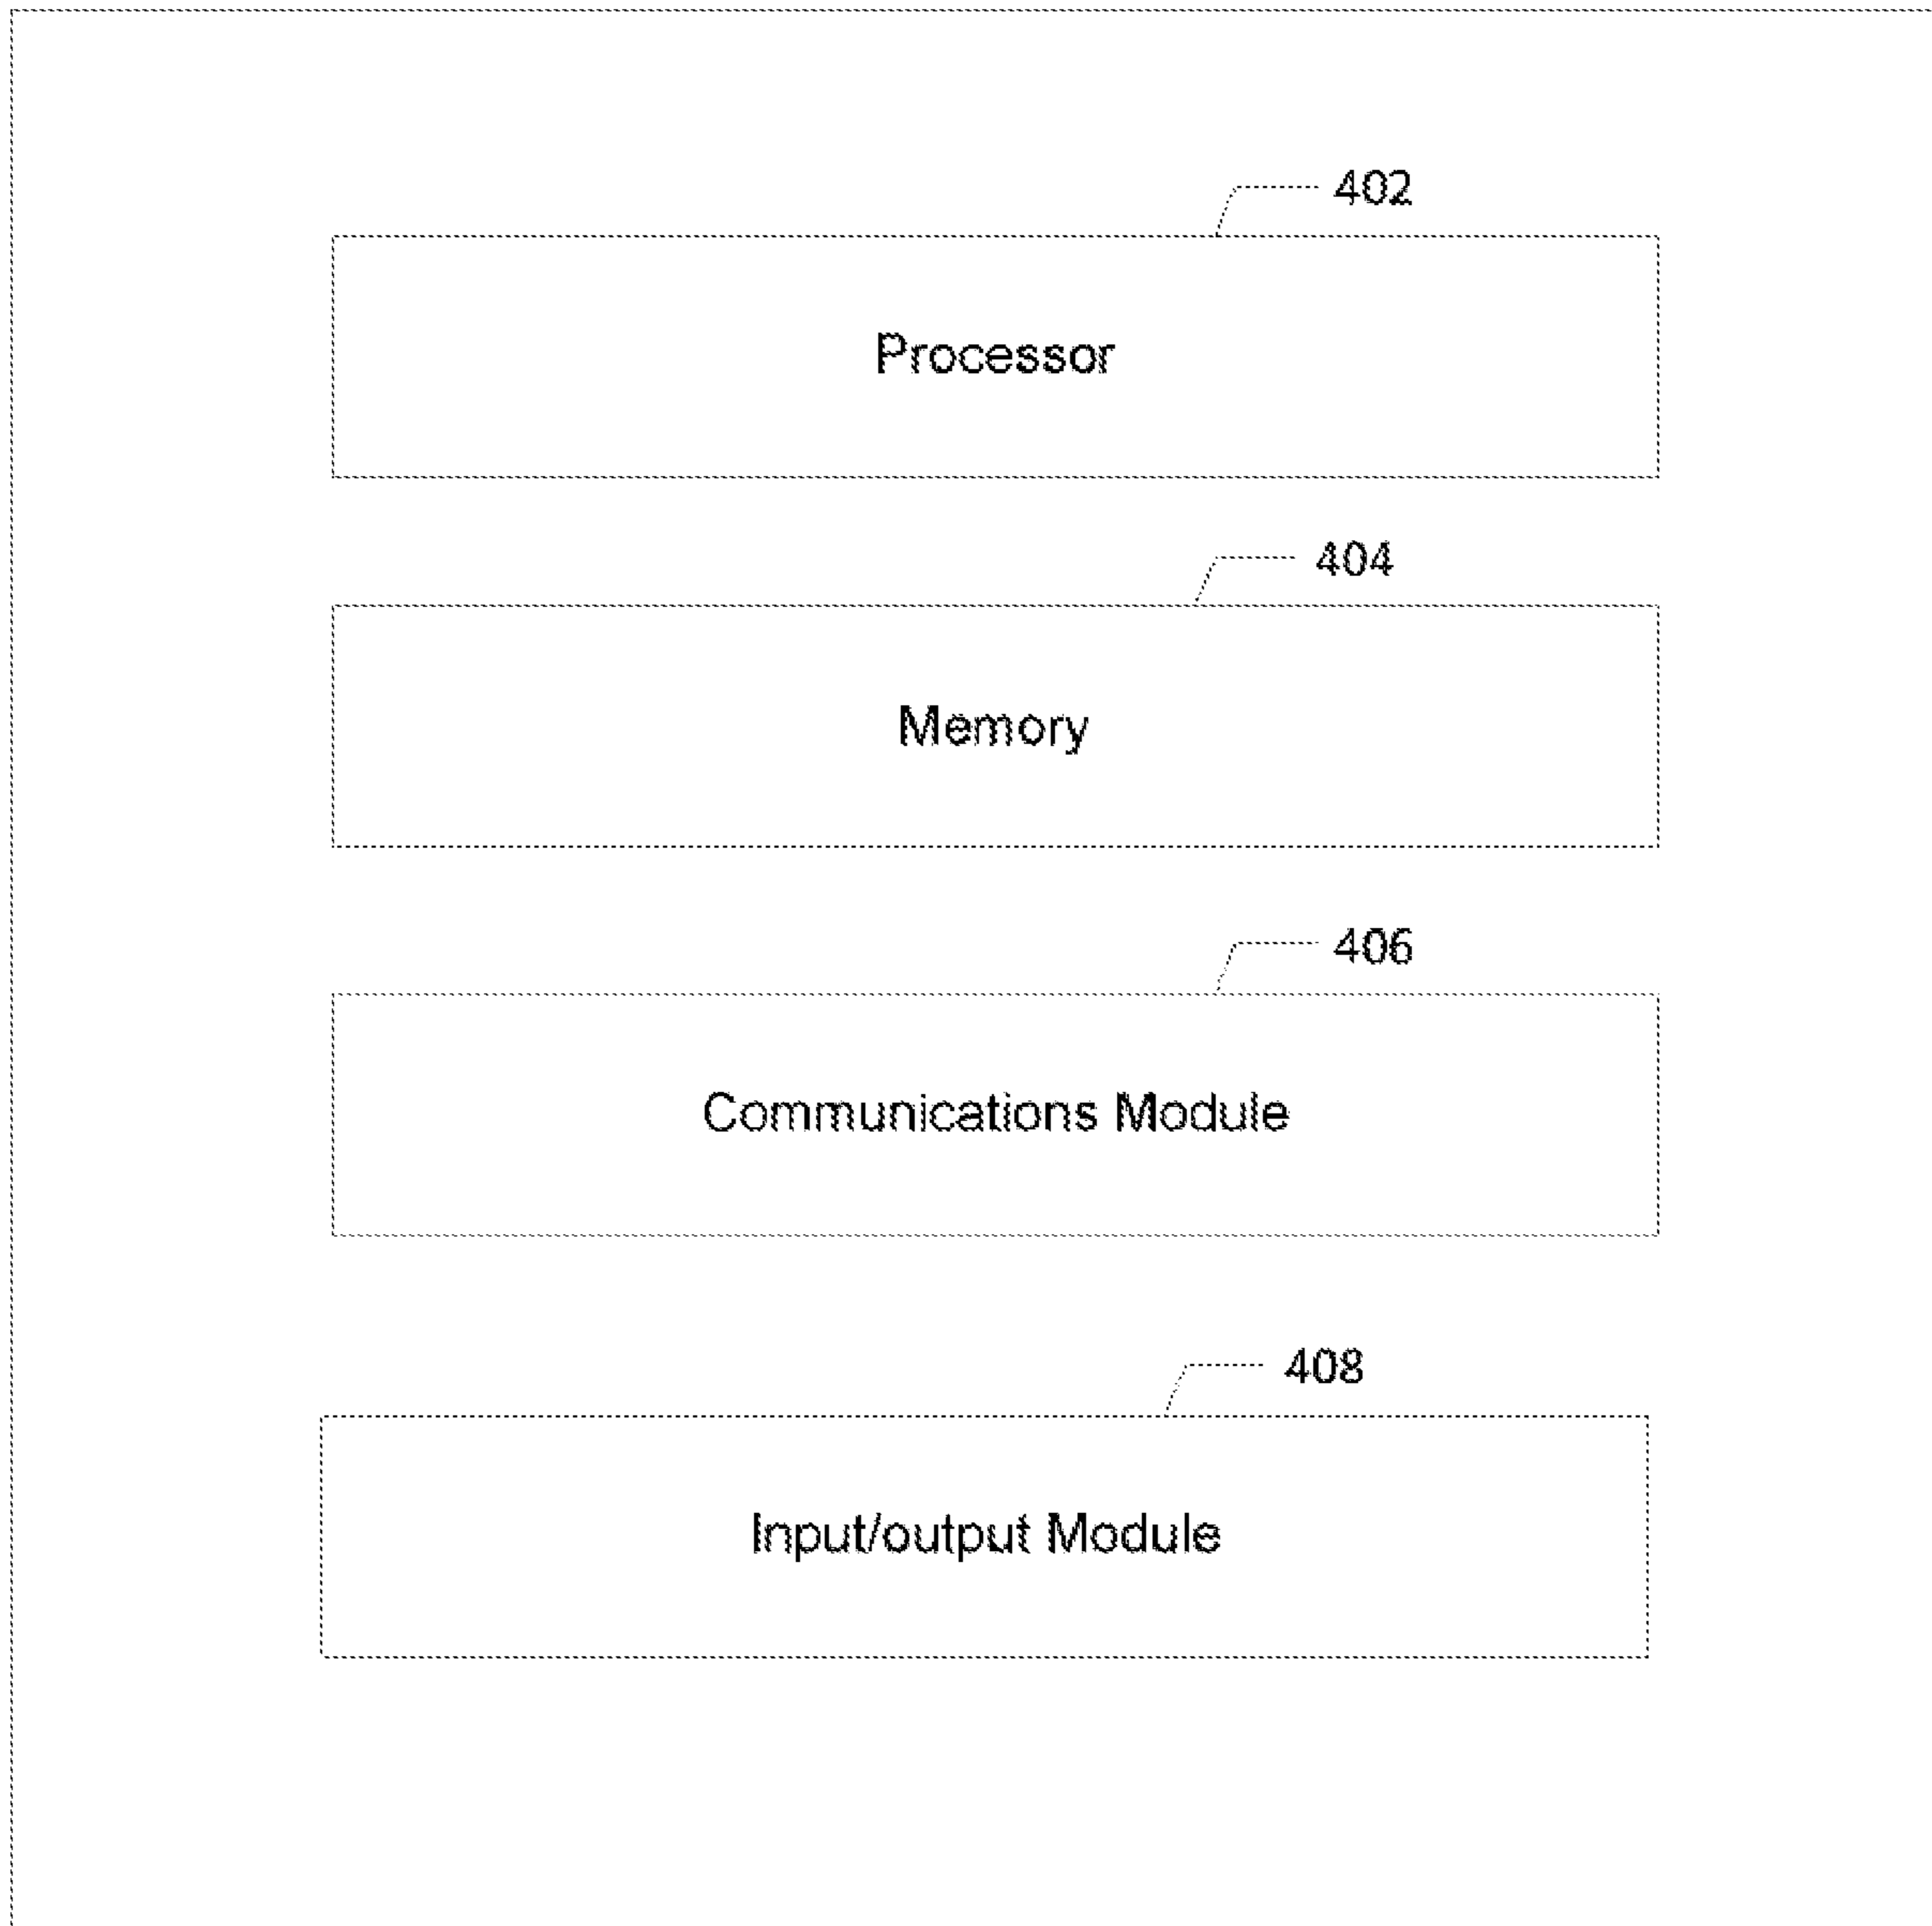 402
Processor
404
Memory
406
Communications Module
408
Input/output Module